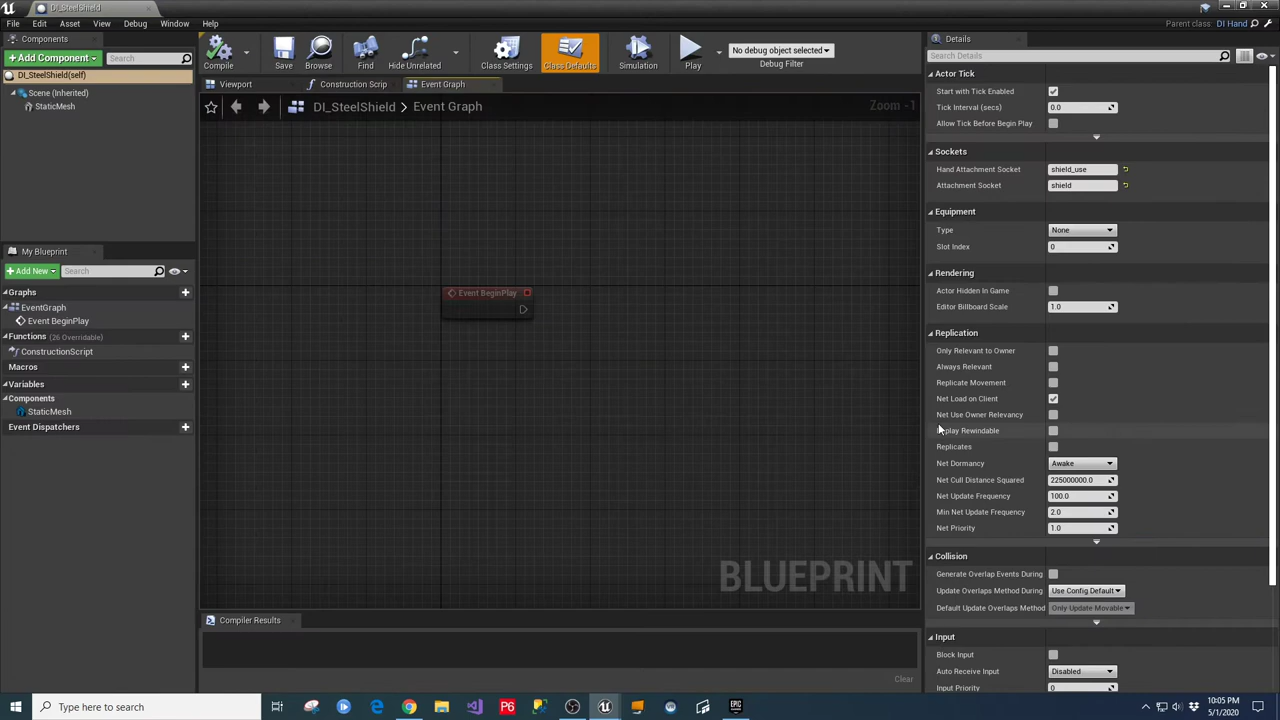 DI_SteelShield
File Edit Asset View Debug Window Help
Parent class: DI Hand
Components
+Add Component
Search
DI_SteelShield(self)
Scene (Inherited)
StaticMesh
My Blueprint
+Add New
Search
Graphs
EventGraph
Event BeginPlay
Functions (26 Overridable)
ConstructionScript
Macros
Variables
Components
StaticMesh
Event Dispatchers
Compile
Save
Browse
Find
Hide Unrelated
Class Settings
Class Defaults
Simulation
Play
No debug object selected
Debug Filter
Viewport
Construction Scrip
Event Graph
DI_SteelShield > Event Graph
Zoom -1
Event BeginPlay
BLUEPRINT
Compiler Results
Clear
Details
Search Details
Actor Tick
Start with Tick Enabled
Tick Interval (secs) 0.0
Allow Tick Before Begin Play
Sockets
Hand Attachment Socket shield_use
Attachment Socket shield
Equipment
Type None
Slot Index 0
Rendering
Actor Hidden In Game
Editor Billboard Scale 1.0
Replication
Only Relevant to Owner
Always Relevant
Replicate Movement
Net Load on Client
Net Use Owner Relevancy
Rewindable
Replicates
Net Dormancy Awake
Net Cull Distance Squared 225000000.0
Net Update Frequency 100.0
Min Net Update Frequency 2.0
Net Priority 1.0
Collision
Generate Overlap Events During
Update Overlaps Method During Use Config Default
Default Update Overlaps Method Only Update Movable
Input
Block Input
Auto Receive Input Disabled
Input Priority 0
Type here to search
P6
EPIC
10:05 PM
5/1/2020